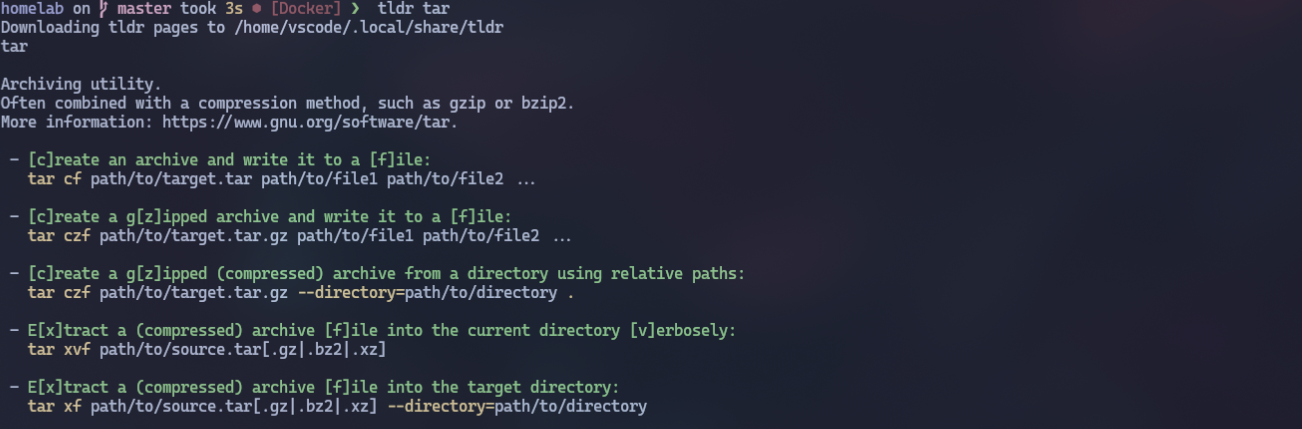 homelab on master took 3s ● [Docker] ❯ tldr tar
Downloading tldr pages to /home/vscode/.local/share/tldr
tar
Archiving utility.
Often combined with a compression method, such as gzip or bzip2.
More information: https://www.gnu.org/software/tar.
- [c]reate an archive and write it to a [f]ile:
tar cf path/to/target.tar path/to/file1 path/to/file2 ...
- [c]reate a g[z]ipped archive and write it to a [f]ile:
tar czf path/to/target.tar.gz path/to/file1 path/to/file2 ...
- [c]reate a g[z]ipped (compressed) archive from a directory using relative paths:
tar czf path/to/target.tar.gz --directory=path/to/directory .
- E[x]tract a (compressed) archive [f]ile into the current directory [v]erbosely:
tar xvf path/to/source.tar[.gz|.bz2|.xz]
- E[x]tract a (compressed) archive [f]ile into the target directory:
tar xf path/to/source.tar[.gz|.bz2|.xz] --directory=path/to/directory